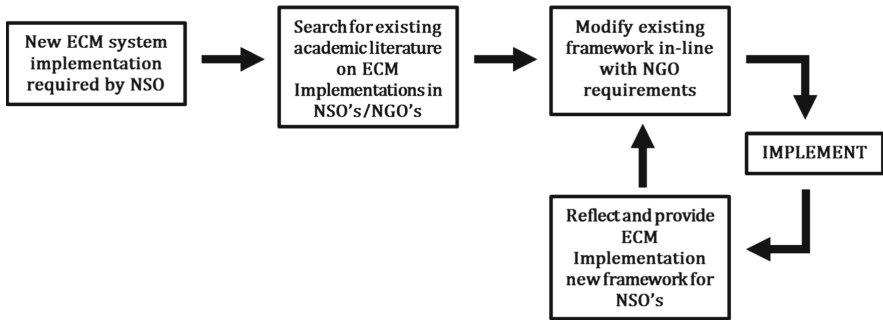 New ECM system
implementation
required by NSO
Search for existing
academic literature
on ECM
Implementations in
NSO's/NGO's
Modify existing
framework in-line
with NGO
requirements
IMPLEMENT
Reflect and provide
ECM
Implementation
new framework for
NSO's